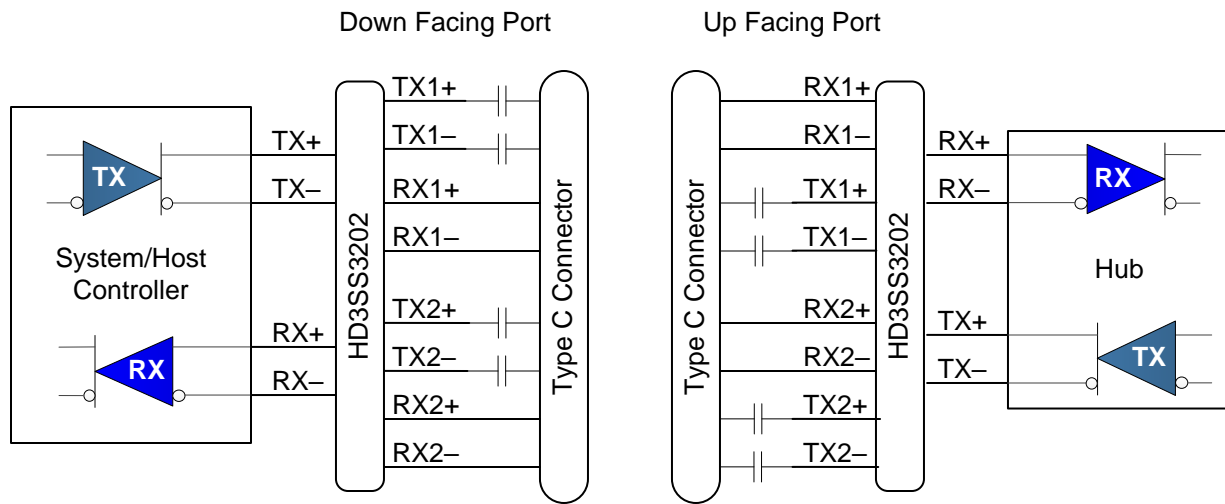 Down Facing Port
Up Facing Port
System/Host
Controller
TX
RX
TX+
TX–
RX+
RX–
HD3SS3202
TX1+
TX1–
RX1+
RX1–
TX2+
TX2–
RX2+
RX2–
Type C Connector
Type C Connector
RX1+
RX1–
TX1+
TX1–
RX2+
RX2–
TX2+
TX2–
HD3SS3202
RX+
RX–
TX+
TX–
RX
Hub
TX